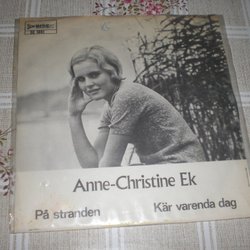 Anne-Christine Ek
På stranden
Kär varenda dag